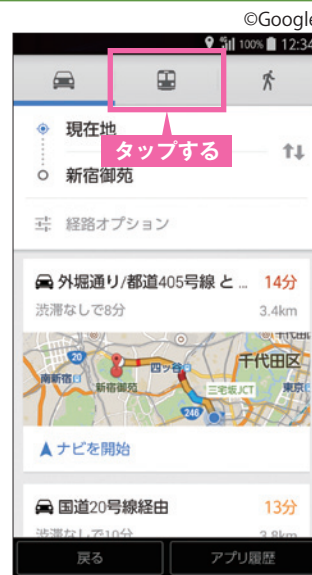 ©Google
100% 12:34
現在地
タップする
新宿御苑
経路オプション
外堀通り/都道405号線 と ... 14分
渋滞なしで8分 3.4km
千代田区
20
四ッ谷
南新宿
新宿御苑
三宅坂JCT
東京
246
ナビを開始
国道20号線経由 13分
渋滞なしで10分 3.8km
戻る アプリ履歴